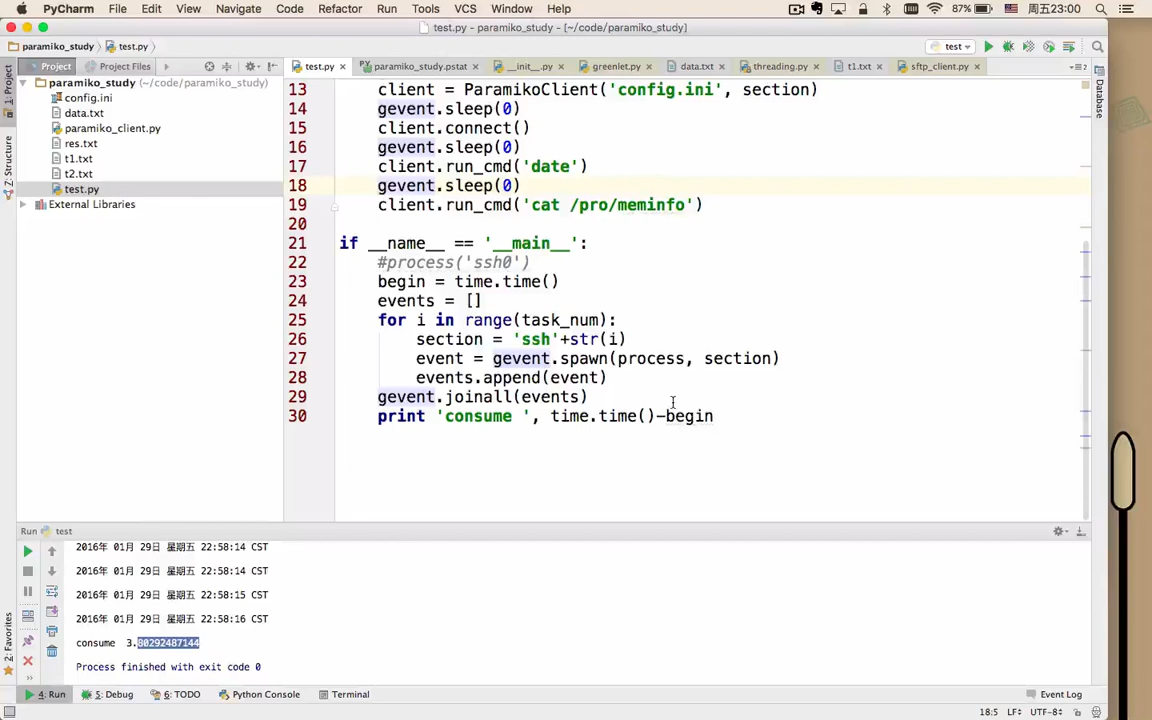 PyCharm File Edit View Navigate Code Refactor Run Tools VCS Window Help 87% 周五23:00
test.py - paramiko_study - [~/code/paramiko_study]
paramiko_study test.py test
Project Project Files test.py paramiko_study.pstat __init__.py greenlet.py data.txt threading.py t1.txt sftp_client.py
1: Project
Z: Structure
2: Favorites
Database
paramiko_study (~/code/paramiko_study)
config.ini
data.txt
paramiko_client.py
res.txt
t1.txt
t2.txt
test.py
External Libraries
13 client = ParamikoClient('config.ini', section)
14 gevent.sleep(0)
15 client.connect()
16 gevent.sleep(0)
17 client.run_cmd('date')
18 gevent.sleep(0)
19 client.run_cmd('cat /pro/meminfo')
20
21 if __name__ == '__main__':
22 #process('ssh0')
23 begin = time.time()
24 events = []
25 for i in range(task_num):
26 section = 'ssh'+str(i)
27 event = gevent.spawn(process, section)
28 events.append(event)
29 gevent.joinall(events)
30 print 'consume ', time.time()-begin
Run test
2016年 01月 29日 星期五 22:58:14 CST
2016年 01月 29日 星期五 22:58:14 CST
2016年 01月 29日 星期五 22:58:15 CST
2016年 01月 29日 星期五 22:58:16 CST
consume 3.80292487144
Process finished with exit code 0
4: Run 5: Debug 6: TODO Python Console Terminal Event Log
18:5 LF÷ UTF-8÷